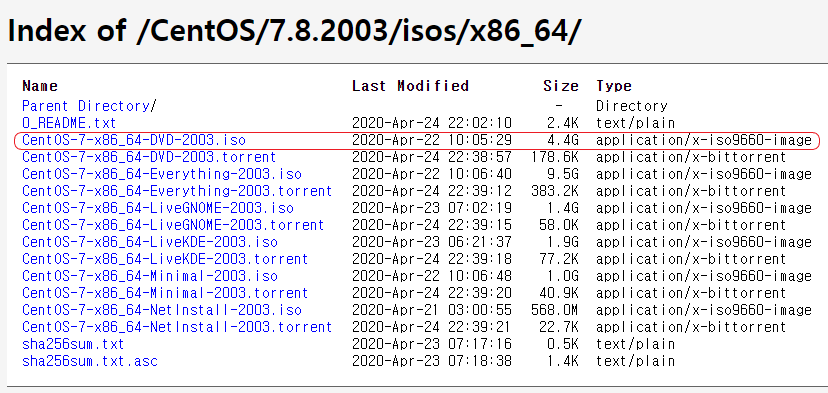 Index of /CentOS/7.8.2003/isos/x86_64/
Name Last Modified Size Type
Parent Directory/ - Directory
0_README.txt 2020-Apr-24 22:02:10 2.4K text/plain
CentOS-7-x86_64-DVD-2003.iso 2020-Apr-22 10:05:29 4.4G application/x-iso9660-image
CentOS-7-x86_64-DVD-2003.torrent 2020-Apr-24 22:38:57 178.6K application/x-bittorrent
CentOS-7-x86_64-Everything-2003.iso 2020-Apr-22 10:06:40 9.5G application/x-iso9660-image
CentOS-7-x86_64-Everything-2003.torrent 2020-Apr-24 22:39:12 383.2K application/x-bittorrent
CentOS-7-x86_64-LiveGNOME-2003.iso 2020-Apr-23 07:02:19 1.4G application/x-iso9660-image
CentOS-7-x86_64-LiveGNOME-2003.torrent 2020-Apr-24 22:39:15 58.0K application/x-bittorrent
CentOS-7-x86_64-LiveKDE-2003.iso 2020-Apr-23 06:21:37 1.9G application/x-iso9660-image
CentOS-7-x86_64-LiveKDE-2003.torrent 2020-Apr-24 22:39:18 77.2K application/x-bittorrent
CentOS-7-x86_64-Minimal-2003.iso 2020-Apr-22 10:06:48 1.0G application/x-iso9660-image
CentOS-7-x86_64-Minimal-2003.torrent 2020-Apr-24 22:39:20 40.9K application/x-bittorrent
CentOS-7-x86_64-NetInstall-2003.iso 2020-Apr-21 03:00:55 568.0M application/x-iso9660-image
CentOS-7-x86_64-NetInstall-2003.torrent 2020-Apr-24 22:39:21 22.7K application/x-bittorrent
sha256sum.txt 2020-Apr-23 07:17:16 0.5K text/plain
sha256sum.txt.asc 2020-Apr-23 07:18:38 1.4K text/plain